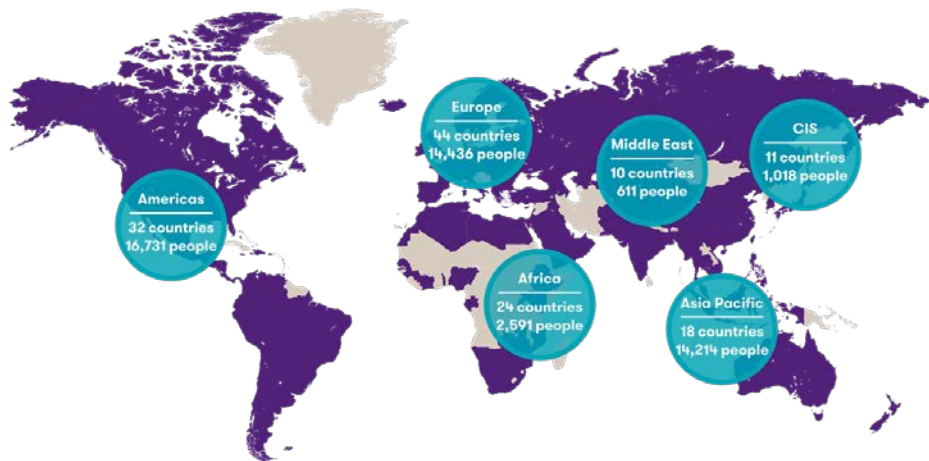 Europe
44 countries
14,436 people
Middle East
10 countries
611 people
CIS
11 countries
1,018 people
Americas
32 countries
16,731 people
Africa
24 countries
2,591 people
Asia Pacific
18 countries
14,214 people